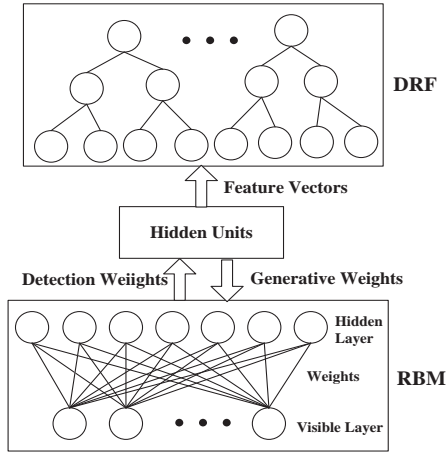 DRF
Feature Vectors
Hidden Units
Detection Weiights
Generative Weights
Hidden
Layer
Weights
RBM
Visible Layer